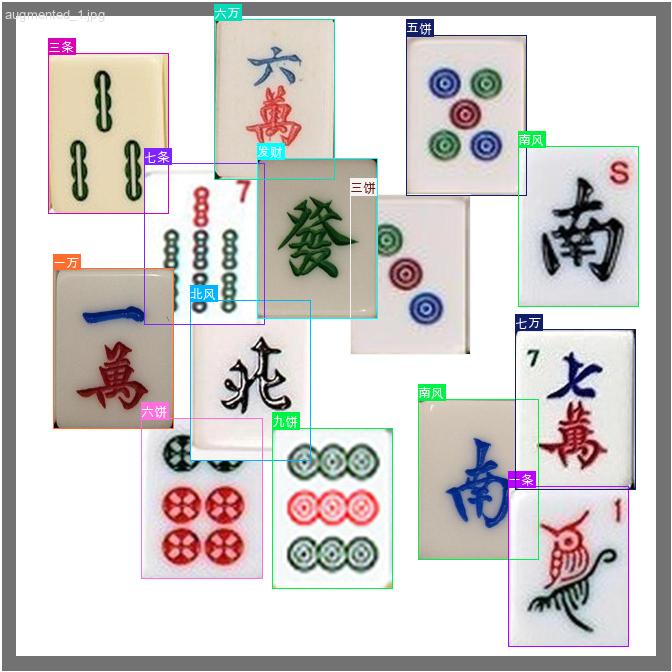 augmented_1.jpg
六万
六
萬
五饼
三条
七条
7
发财
發
三饼
南风
S
南
一万
一
萬
北风
北
七万
7
七
萬
六饼
九饼
南风
南
一条
1